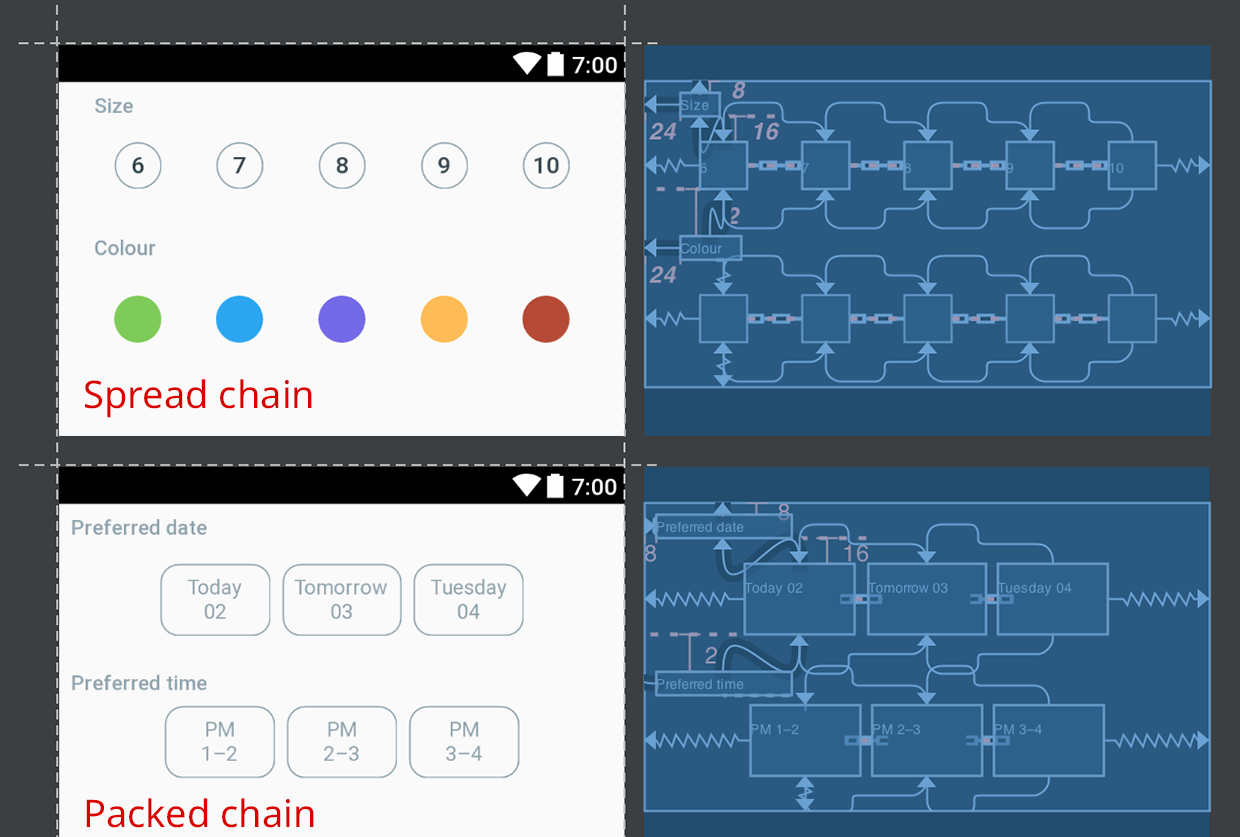 7:00
Size
6 7 8 9 10
Colour
Spread chain
8
Size
24 16
6 7 8 9 10
2
Colour
24
7:00
Preferred date
Today Tomorrow Tuesday
02 03 04
Preferred time
PM PM PM
1–2 2–3 3–4
Packed chain
8
Preferred date
8 16
Today 02 Tomorrow 03 Tuesday 04
2
Preferred time
PM 1–2 PM 2–3 PM 3–4